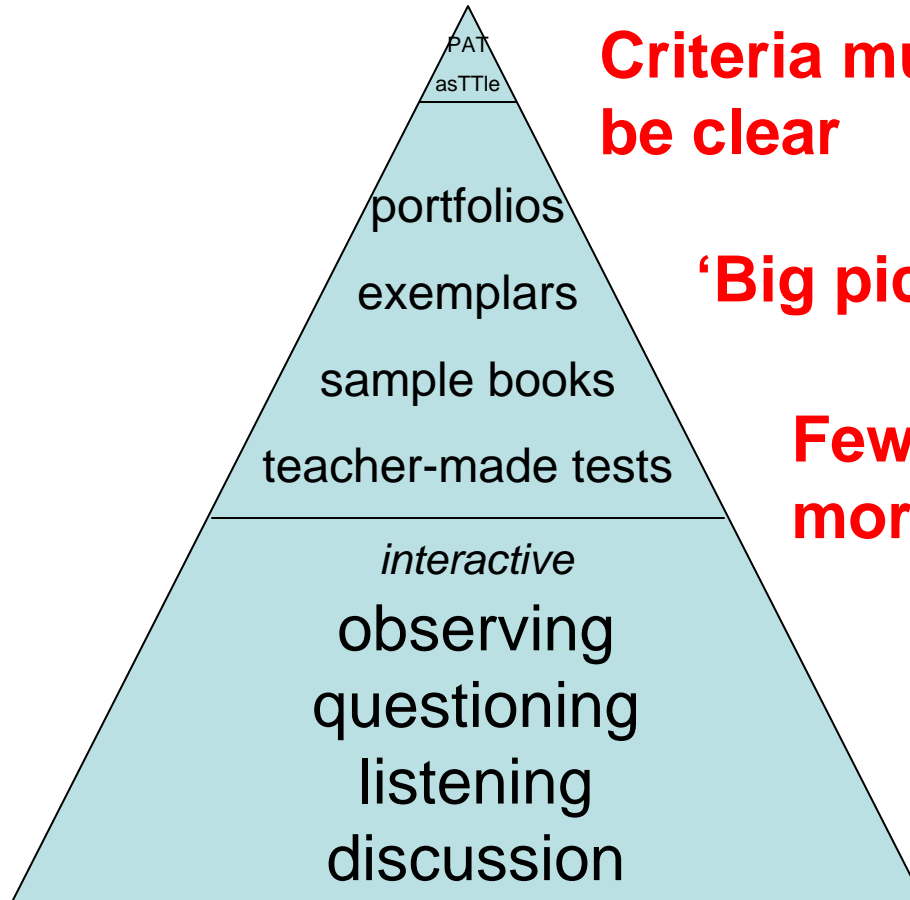 PAT
asTTle
Criteria mu
be clear
portfolios
‘Big pic
exemplars
sample books
teacher-made tests
Few
mor
interactive
observing
questioning
listening
discussion